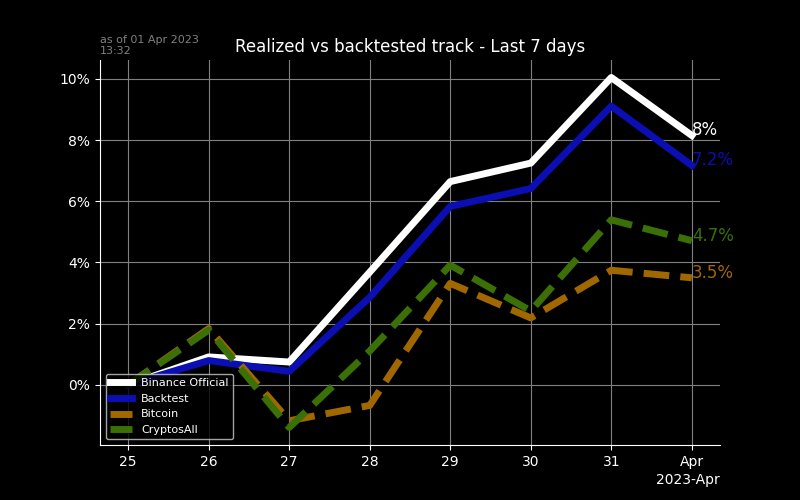 as of 01 Apr 2023
13:32
Realized vs backtested track - Last 7 days
10%
8%
6%
4%
2%
0%
8%
7.2%
4.7%
3.5%
Binance Official
Backtest
Bitcoin
CryptosAll
25 26 27 28 29 30 31 Apr
2023-Apr